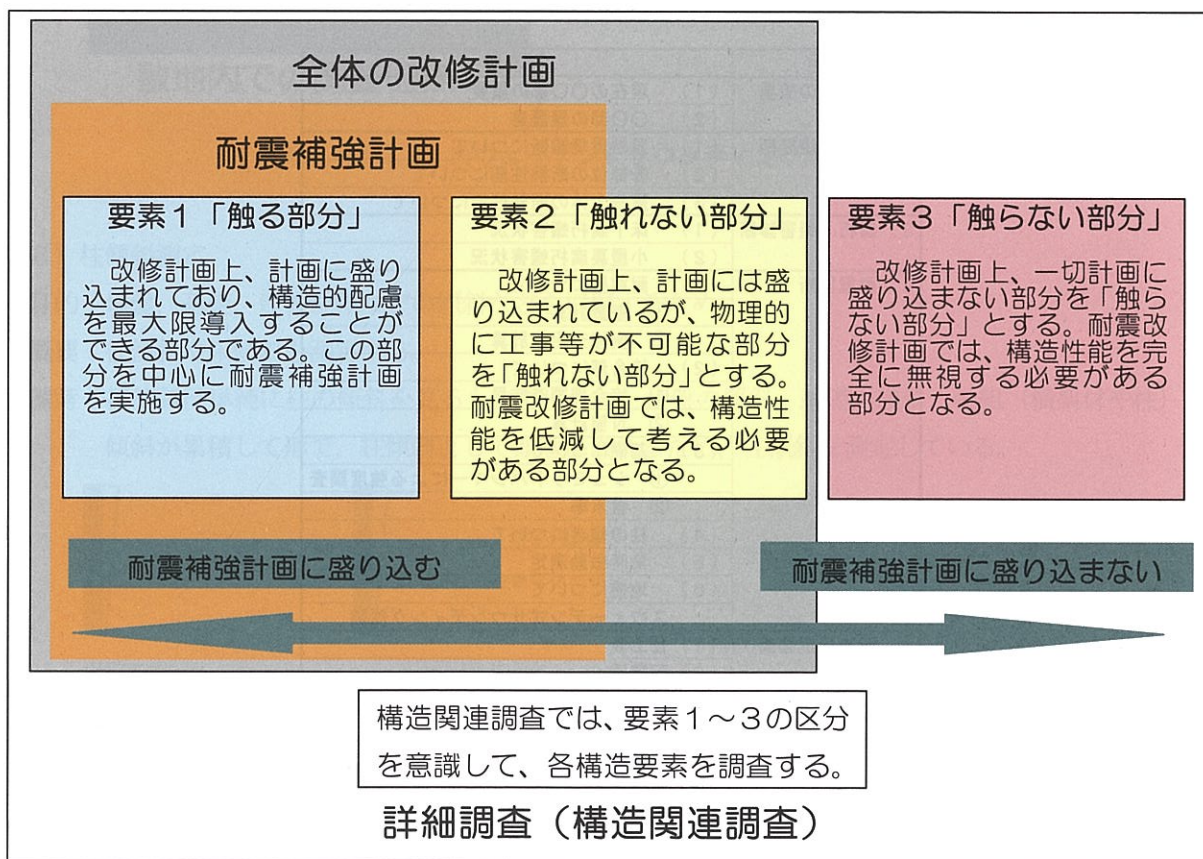 全体の改修計画
耐震補強計画
要素1「触る部分」
改修計画上、計画に盛り
込まれており、構造的配慮
を最大限導入することが
できる部分である。この部
分を中心に耐震補強計画
を実施する。
要素2「触れない部分」
改修計画上、計画には盛
り込まれているが、物理的
に工事等が不可能な部分
を「触れない部分」とする。
耐震改修計画では、構造性
能を低減して考える必要
がある部分となる。
要素3「触らない部分」
改修計画上、一切計画に
盛り込まない部分を「触ら
ない部分」とする。耐震改
修計画では、構造性能を完
全に無視する必要がある
部分となる。
耐震補強計画に盛り込む
耐震補強計画に盛り込まない
構造関連調査では、要素1~3の区分
を意識して、各構造要素を調査する。
詳細調査(構造関連調査)